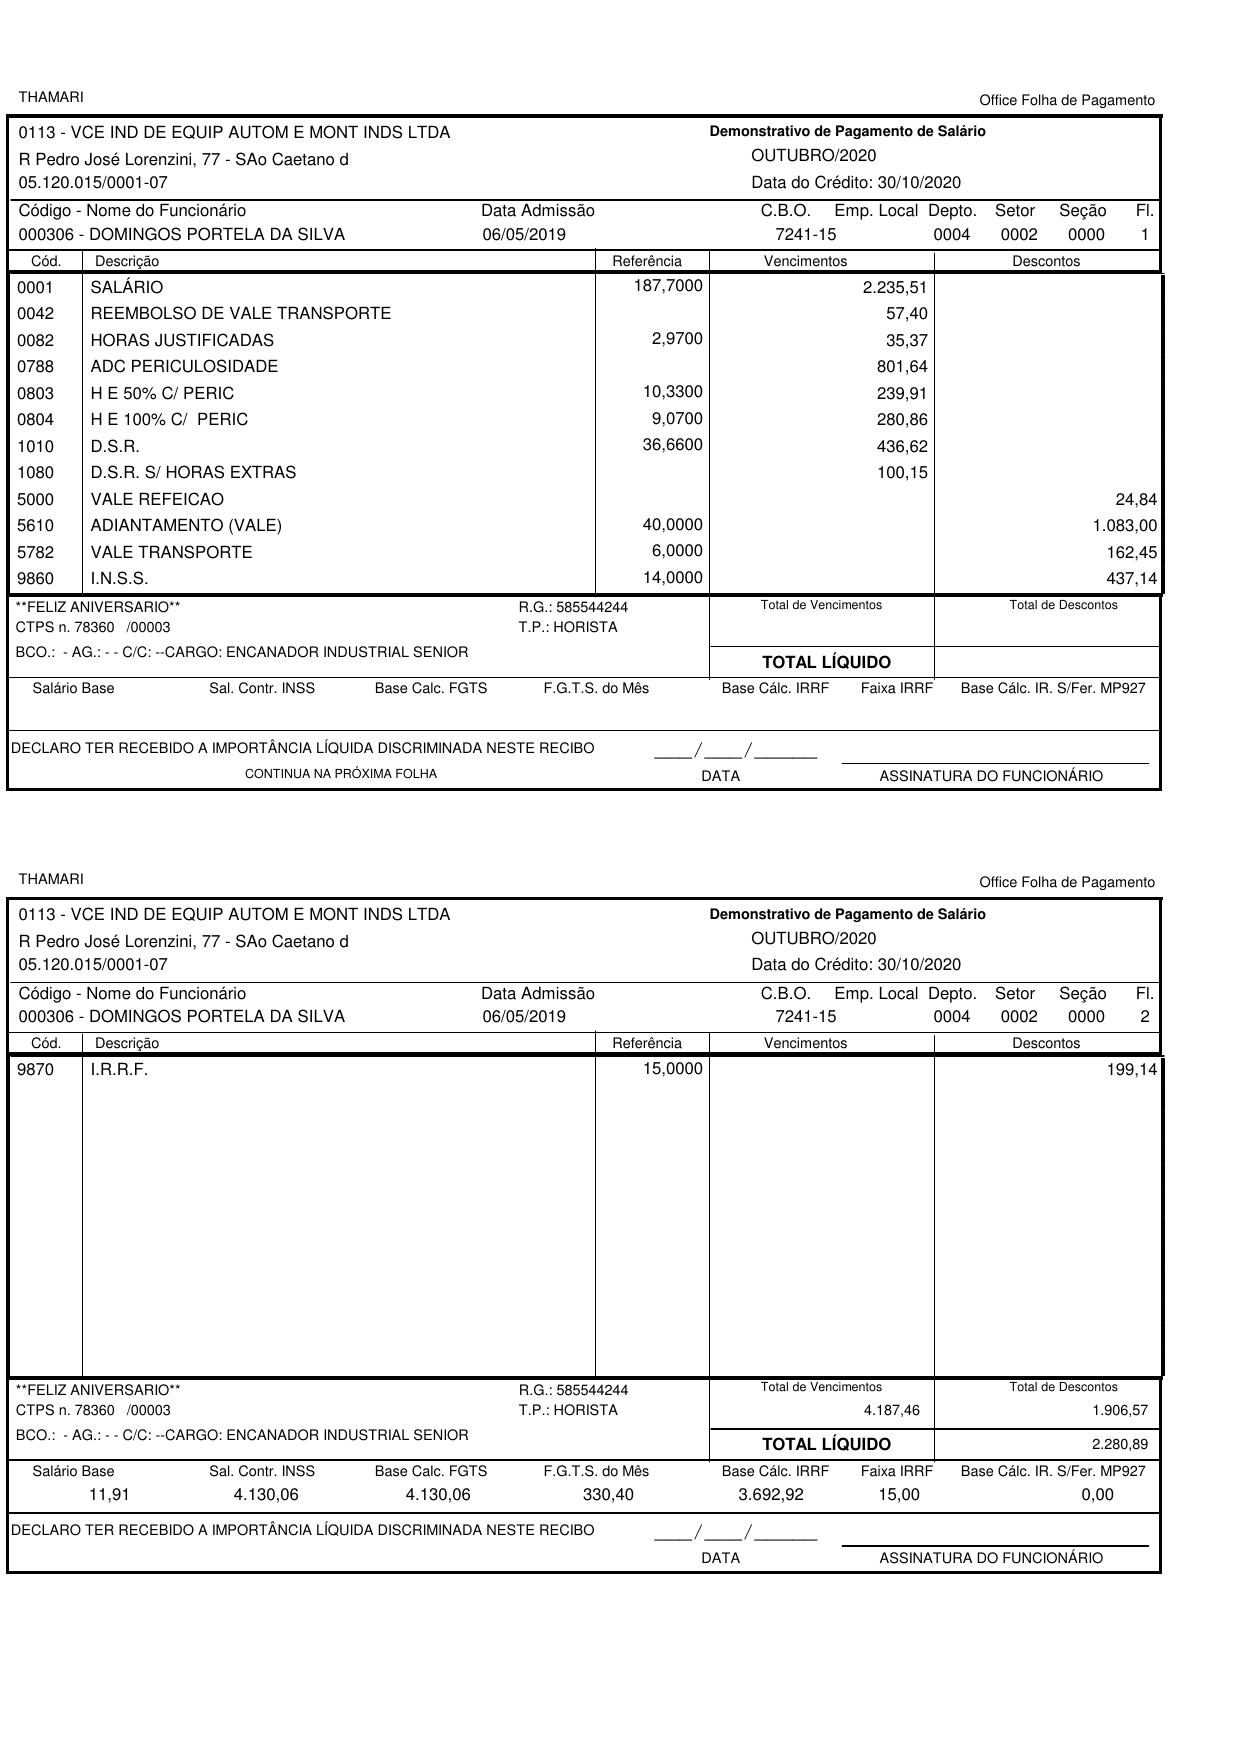 THAMARI
Office Folha de Pagamento
0113 - VCE IND DE EQUIP AUTOM E MONT INDS LTDA Demonstrativo de Pagamento de Salário
R Pedro José Lorenzini, 77 - SAo Caetano d OUTUBRO/2020
05.120.015/0001-07 Data do Crédito: 30/10/2020
Código - Nome do Funcionário Data Admissão C.B.O. Emp. Local Depto. Setor Seção Fl.
000306 - DOMINGOS PORTELA DA SILVA 06/05/2019 7241-15 0004 0002 0000 1
Cód. Descrição Referência Vencimentos Descontos
0001 SALÁRIO 187,7000 2.235,51
0042 REEMBOLSO DE VALE TRANSPORTE 57,40
0082 HORAS JUSTIFICADAS 2,9700 35,37
0788 ADC PERICULOSIDADE 801,64
0803 H E 50% C/ PERIC 10,3300 239,91
0804 H E 100% C/ PERIC 9,0700 280,86
1010 D.S.R. 36,6600 436,62
1080 D.S.R. S/ HORAS EXTRAS 100,15
5000 VALE REFEICAO 24,84
5610 ADIANTAMENTO (VALE) 40,0000 1.083,00
5782 VALE TRANSPORTE 6,0000 162,45
9860 I.N.S.S. 14,0000 437,14
**FELIZ ANIVERSARIO** R.G.: 585544244 Total de Vencimentos Total de Descontos
CTPS n. 78360 /00003 T.P.: HORISTA
BCO.: - AG.: - - C/C: --CARGO: ENCANADOR INDUSTRIAL SENIOR
TOTAL LÍQUIDO
Salário Base Sal. Contr. INSS Base Calc. FGTS F.G.T.S. do Mês Base Cálc. IRRF Faixa IRRF Base Cálc. IR. S/Fer. MP927
DECLARO TER RECEBIDO A IMPORTÂNCIA LÍQUIDA DISCRIMINADA NESTE RECIBO ____/____/______
CONTINUA NA PRÓXIMA FOLHA DATA ASSINATURA DO FUNCIONÁRIO
THAMARI
Office Folha de Pagamento
0113 - VCE IND DE EQUIP AUTOM E MONT INDS LTDA Demonstrativo de Pagamento de Salário
R Pedro José Lorenzini, 77 - SAo Caetano d OUTUBRO/2020
05.120.015/0001-07 Data do Crédito: 30/10/2020
Código - Nome do Funcionário Data Admissão C.B.O. Emp. Local Depto. Setor Seção Fl.
000306 - DOMINGOS PORTELA DA SILVA 06/05/2019 7241-15 0004 0002 0000 2
Cód. Descrição Referência Vencimentos Descontos
9870 I.R.R.F. 15,0000 199,14
**FELIZ ANIVERSARIO** R.G.: 585544244 Total de Vencimentos Total de Descontos
CTPS n. 78360 /00003 T.P.: HORISTA 4.187,46 1.906,57
BCO.: - AG.: - - C/C: --CARGO: ENCANADOR INDUSTRIAL SENIOR
TOTAL LÍQUIDO 2.280,89
Salário Base Sal. Contr. INSS Base Calc. FGTS F.G.T.S. do Mês Base Cálc. IRRF Faixa IRRF Base Cálc. IR. S/Fer. MP927
11,91 4.130,06 4.130,06 330,40 3.692,92 15,00 0,00
DECLARO TER RECEBIDO A IMPORTÂNCIA LÍQUIDA DISCRIMINADA NESTE RECIBO ____/____/______
DATA ASSINATURA DO FUNCIONÁRIO